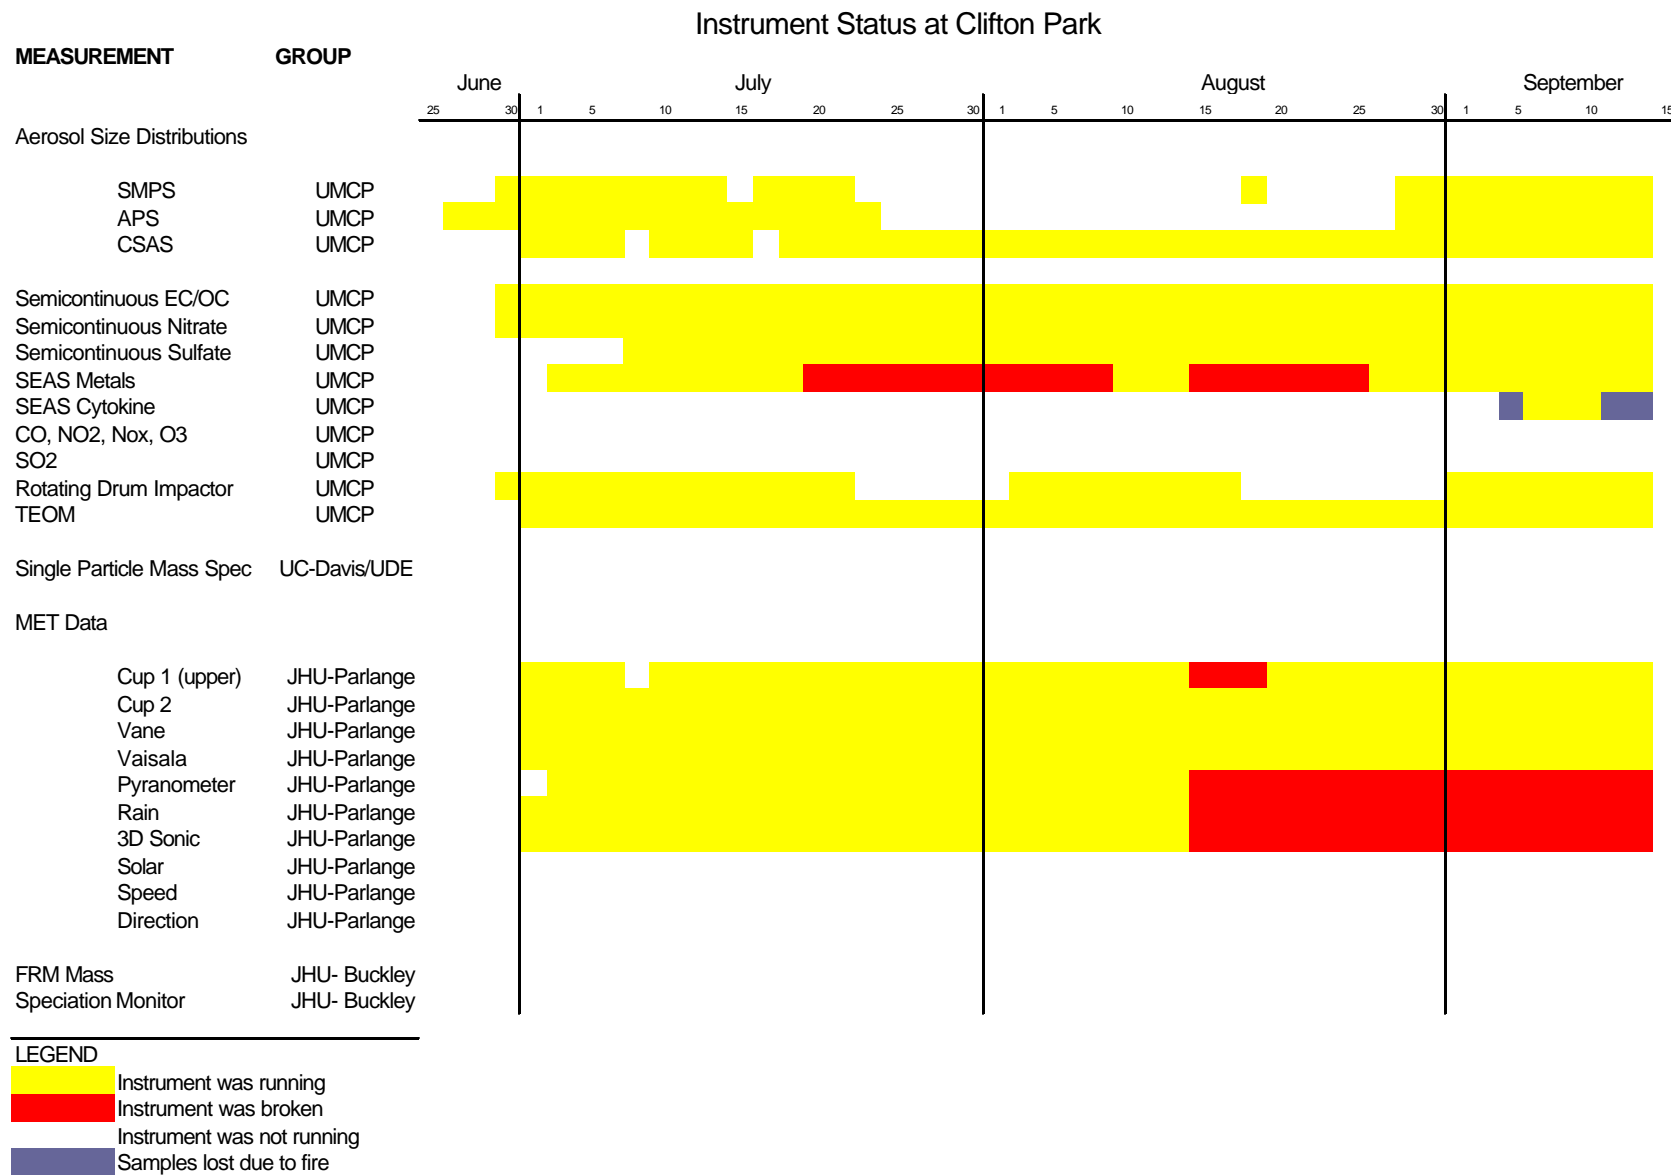 Instrument Status at Clifton Park
MEASUREMENT GROUP
June July August September
25 30 1 5 10 15 20 25 30 1 5 10 15 20 25 30 1 5 10 15
Aerosol Size Distributions
SMPS UMCP
APS UMCP
CSAS UMCP
Semicontinuous EC/OC UMCP
Semicontinuous Nitrate UMCP
Semicontinuous Sulfate UMCP
SEAS Metals UMCP
SEAS Cytokine UMCP
CO, NO2, Nox, O3 UMCP
SO2 UMCP
Rotating Drum Impactor UMCP
TEOM UMCP
Single Particle Mass Spec UC-Davis/UDE
MET Data
Cup 1 (upper) JHU-Parlange
Cup 2 JHU-Parlange
Vane JHU-Parlange
Vaisala JHU-Parlange
Pyranometer JHU-Parlange
Rain JHU-Parlange
3D Sonic JHU-Parlange
Solar JHU-Parlange
Speed JHU-Parlange
Direction JHU-Parlange
FRM Mass JHU- Buckley
Speciation Monitor JHU- Buckley
LEGEND
Instrument was running
Instrument was broken
Instrument was not running
Samples lost due to fire